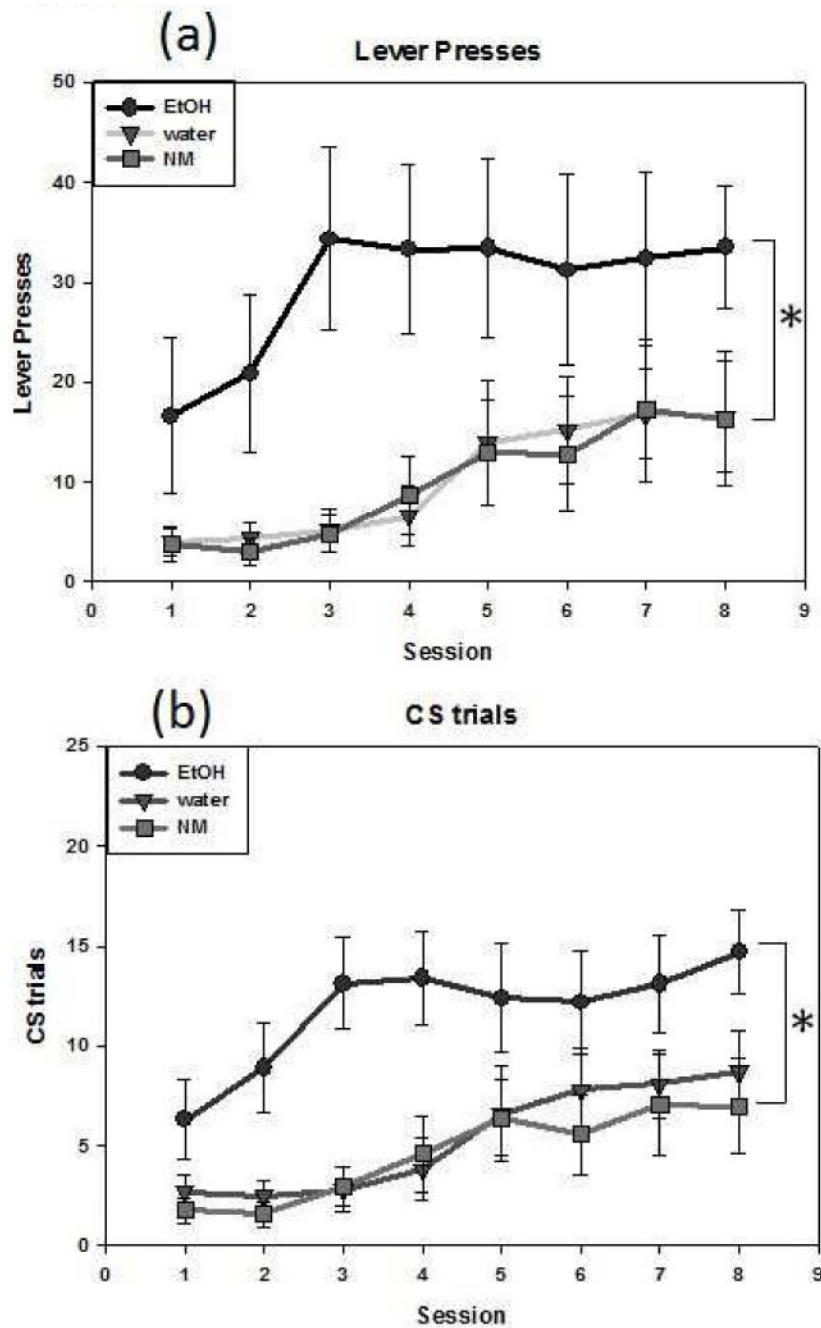 (a)
Lever Presses
EtOH
water
NM
Lever Presses
50
40
30
20
10
0
*
0 1 2 3 4 5 6 7 8 9
Session
(b)
CS trials
EtOH
water
NM
CS trials
25
20
15
10
5
0
*
0 1 2 3 4 5 6 7 8 9
Session